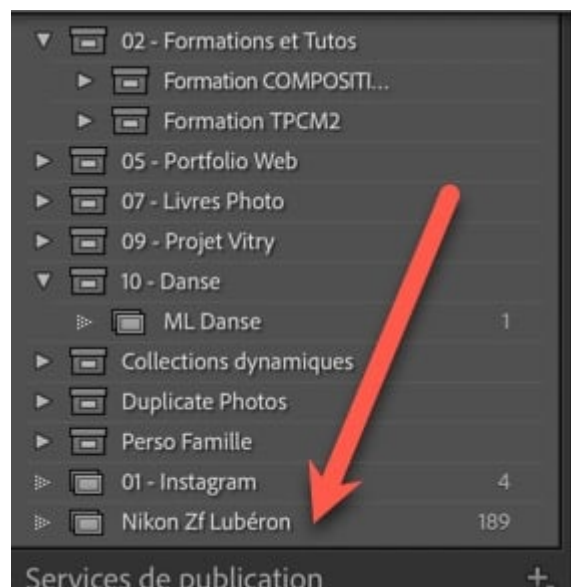 02 - Formations et Tutos
Formation COMPOSITI...
Formation TPCM2
05 - Portfolio Web
07 - Livres Photo
09 - Projet Vitry
10 - Danse
ML Danse 1
Collections dynamiques
Duplicate Photos
Perso Famille
01 - Instagram 4
Nikon Zf Lubéron 189
Services de publication +